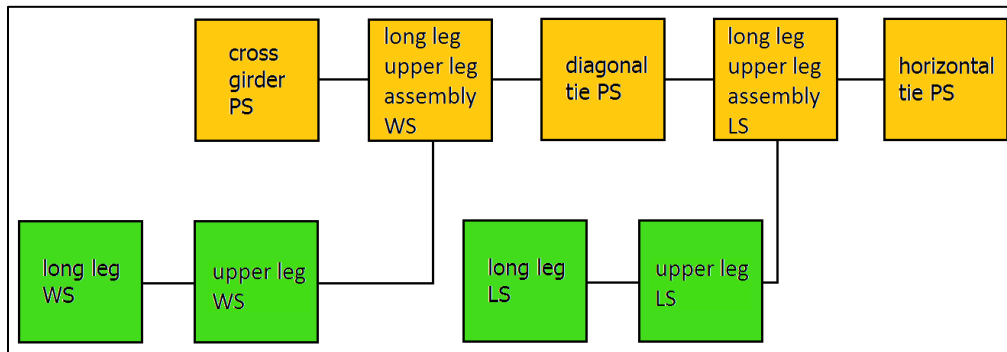 cross
girder
PS
long leg
upper leg
assembly
WS
diagonal
tie PS
long leg
upper leg
assembly
LS
horizontal
tie PS
long leg
WS
upper leg
WS
long leg
LS
upper leg
LS